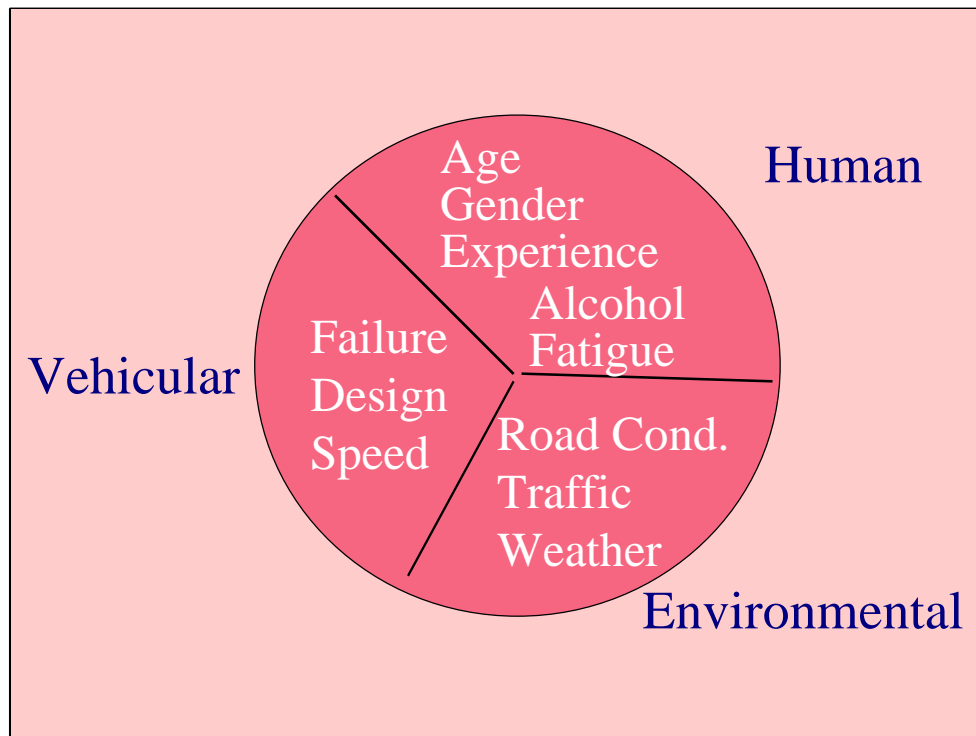 Human
Age
Gender
Experience
Alcohol
Fatigue
Vehicular
Failure
Design
Speed
Road Cond.
Traffic
Weather
Environmental